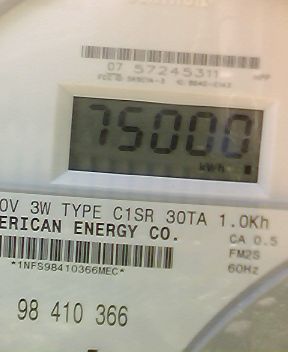 07 57245311
75000
kWh
0V 3W TYPE C1SR 30TA 1.0Kh
ERICAN ENERGY CO.
CA 0.5
*1NFS98410366MEC*
FM2S
60Hz
98 410 366